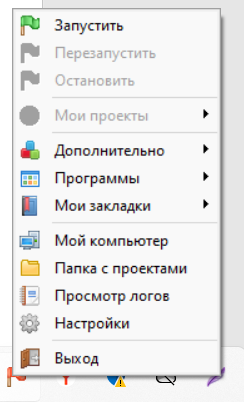 Запустить
Перезапустить
Остановить
Мои проекты
Дополнительно
Программы
Мои закладки
Мой компьютер
Папка с проектами
Просмотр логов
Настройки
Выход